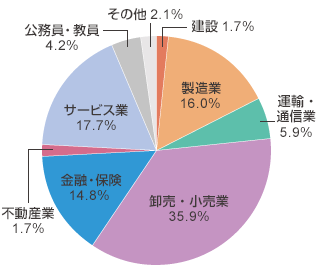 その他 2.1%
建設 1.7%
公務員・教員
4.2%
製造業
16.0%
運輸・
通信業
5.9%
サービス業
17.7%
卸売・小売業
35.9%
金融・保険
14.8%
不動産業
1.7%